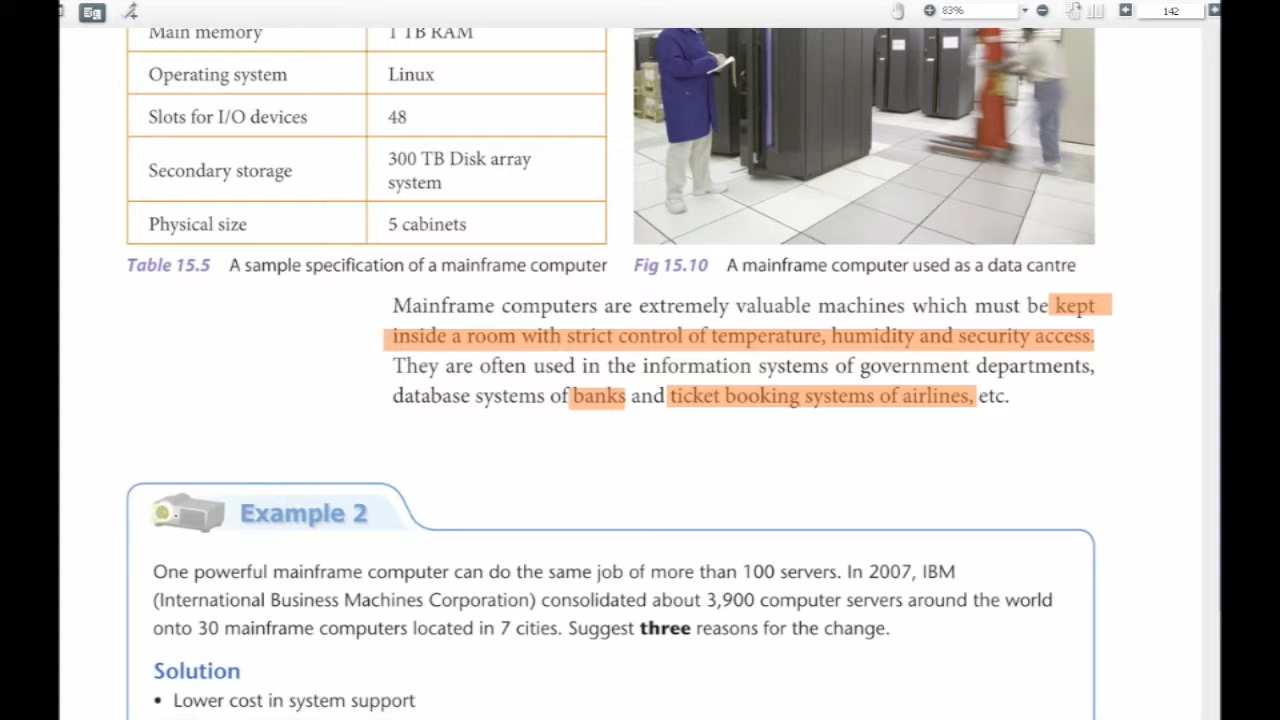 83%
142
Main memory 1 TB RAM
Operating system Linux
Slots for I/O devices 48
Secondary storage 300 TB Disk array
system
Physical size 5 cabinets
Table 15.5 A sample specification of a mainframe computer
Fig 15.10 A mainframe computer used as a data cantre
Mainframe computers are extremely valuable machines which must be kept
inside a room with strict control of temperature, humidity and security access.
They are often used in the information systems of government departments,
database systems of banks and ticket booking systems of airlines, etc.
Example 2
One powerful mainframe computer can do the same job of more than 100 servers. In 2007, IBM
(International Business Machines Corporation) consolidated about 3,900 computer servers around the world
onto 30 mainframe computers located in 7 cities. Suggest three reasons for the change.
Solution
• Lower cost in system support